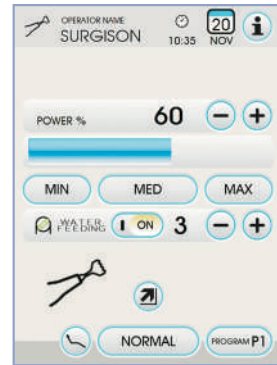 OPERATOR NAME
SURGISON
10:35
20
NOV
i
POWER % 60 − +
MIN MED MAX
WATER
FEEDING I ON 3 − +
NORMAL PROGRAM P1